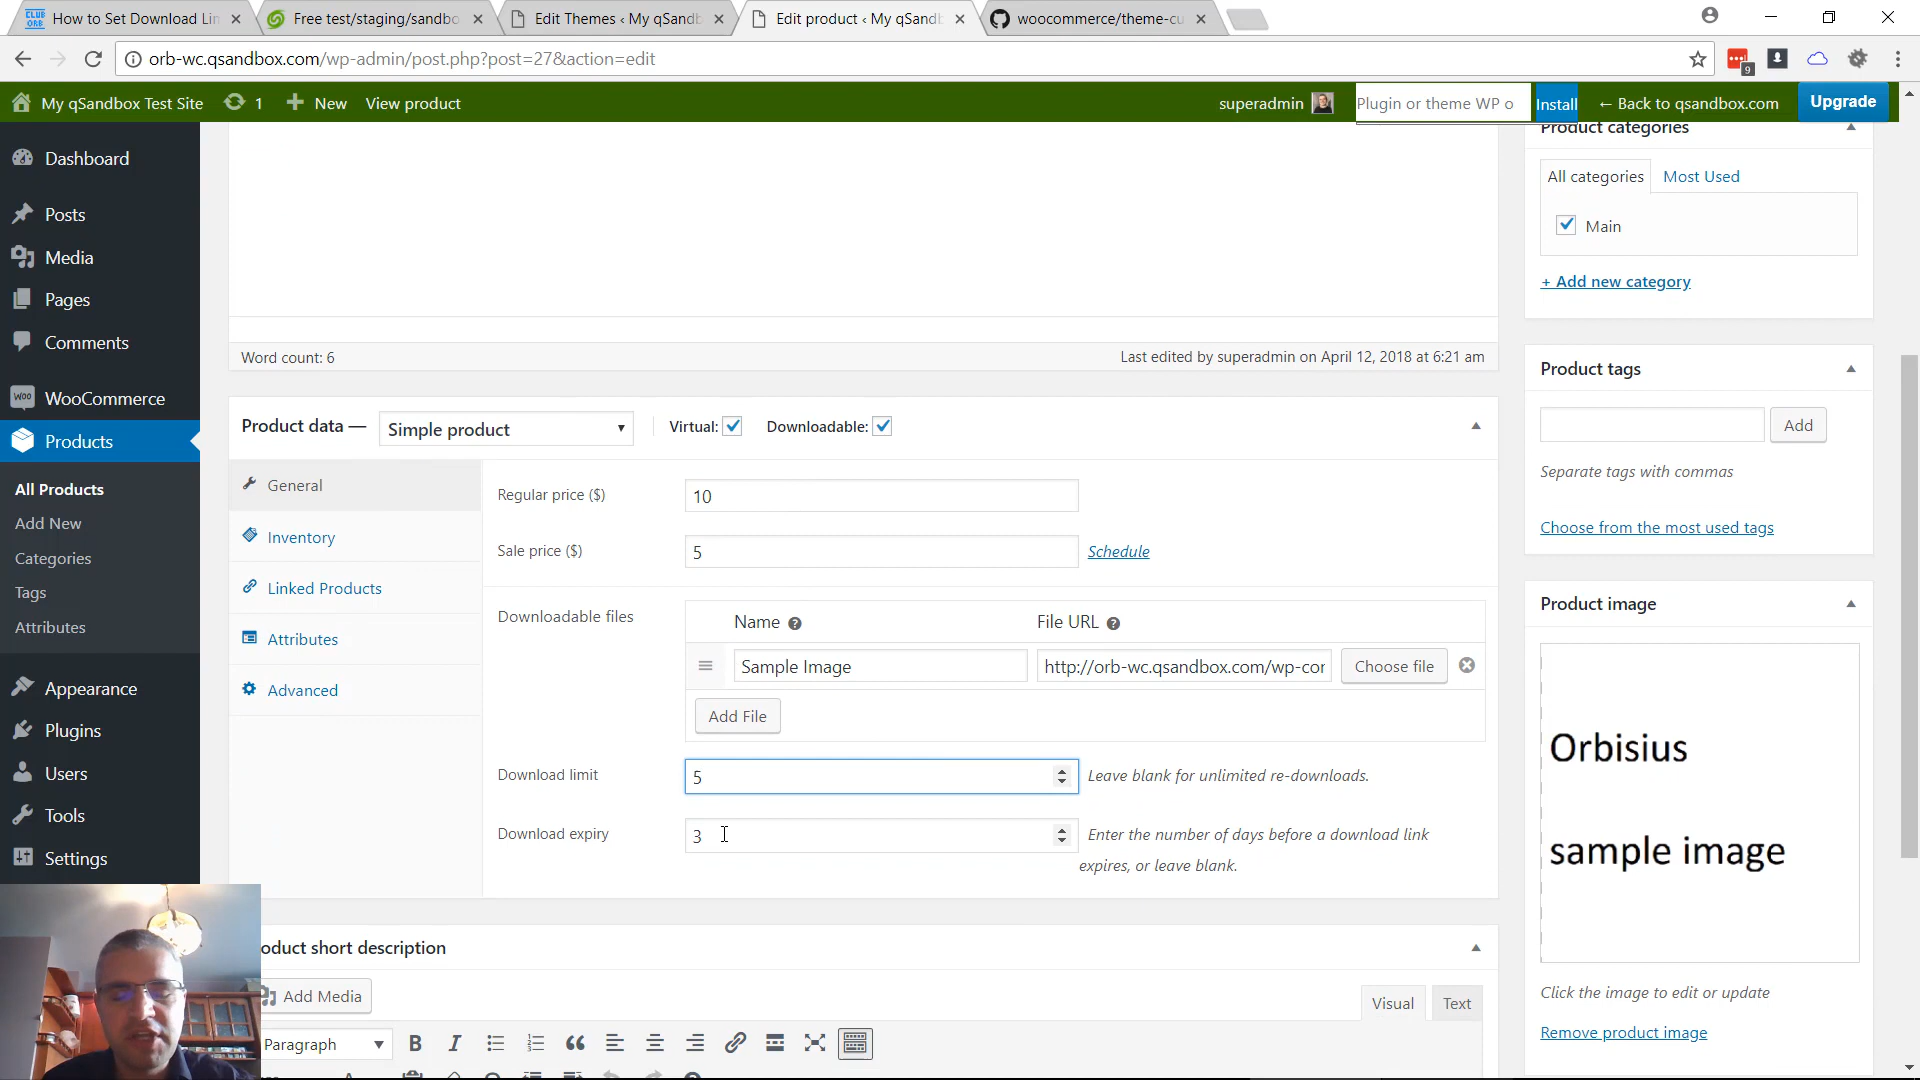 How to Set Download Lin
Free test/staging/sandbo
Edit Themes ‹ My qSandb
Edit product ‹ My qSandb
woocommerce/theme-cu
orb-wc.qsandbox.com/wp-admin/post.php?post=27&action=edit
9
My qSandbox Test Site
1
New
View product
superadmin
Plugin or theme WP o
Install
← Back to qsandbox.com
Upgrade
Dashboard
Posts
Media
Pages
Comments
WooCommerce
Products
All Products
Add New
Categories
Tags
Attributes
Appearance
Plugins
Users
Tools
Settings
Word count: 6
Last edited by superadmin on April 12, 2018 at 6:21 am
Product data —
Simple product
Virtual:
Downloadable:
General
Inventory
Linked Products
Attributes
Advanced
Regular price ($)
10
Sale price ($)
5
Schedule
Downloadable files
Name
File URL
Sample Image
http://orb-wc.qsandbox.com/wp-cor
Choose file
Add File
Download limit
5
Leave blank for unlimited re-downloads.
Download expiry
3
Enter the number of days before a download link
expires, or leave blank.
oduct short description
Add Media
Visual
Text
Paragraph
B
I
Product categories
All categories
Most Used
Main
+ Add new category
Product tags
Add
Separate tags with commas
Choose from the most used tags
Product image
Orbisius
sample image
Click the image to edit or update
Remove product image